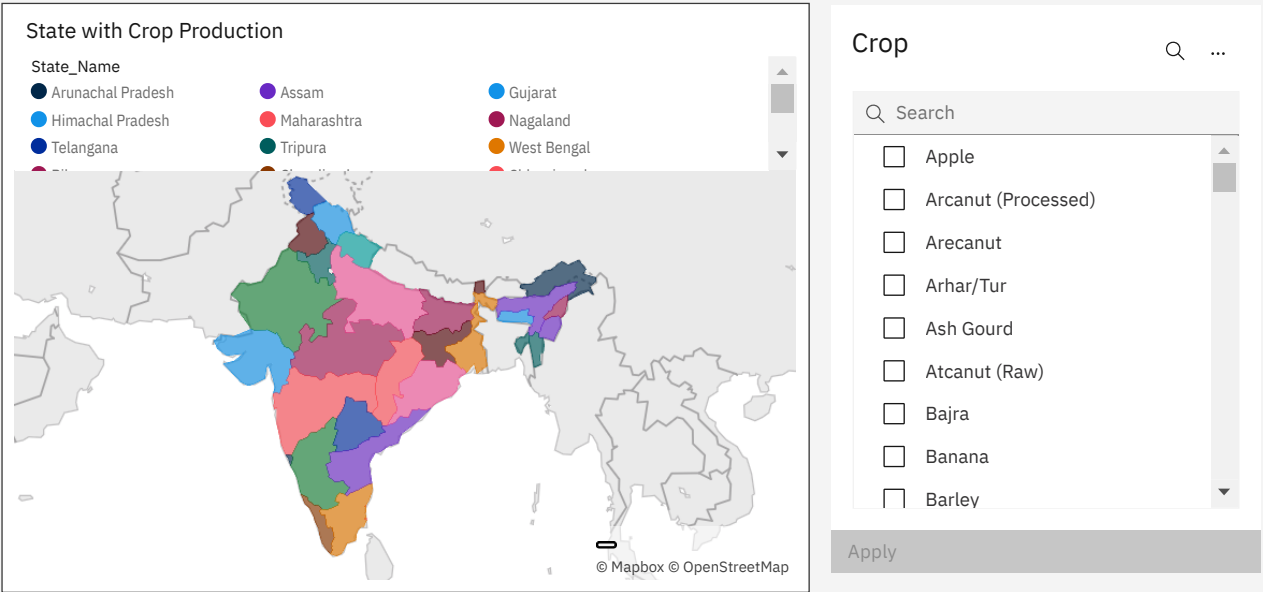 State with Crop Production
State_Name
Arunachal Pradesh Assam Gujarat
Himachal Pradesh Maharashtra Nagaland
Telangana Tripura West Bengal
© Mapbox © OpenStreetMap
Crop
Search
Apple
Arcanut (Processed)
Arecanut
Arhar/Tur
Ash Gourd
Atcanut (Raw)
Bajra
Banana
Barley
Apply